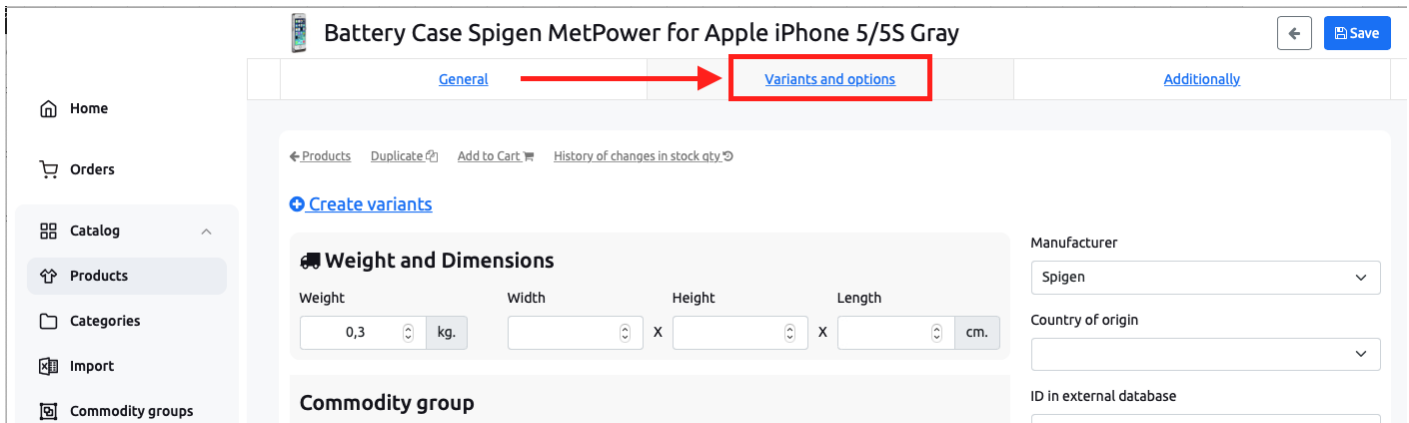 Battery Case Spigen MetPower for Apple iPhone 5/5S Gray
Save
General
Variants and options
Additionally
Home
Orders
Catalog
Products
Categories
Import
Commodity groups
Products
Duplicate
Add to Cart
History of changes in stock qty
Create variants
Weight and Dimensions
Weight
Width
Height
Length
0,3
kg.
X
X
cm.
Commodity group
Manufacturer
Spigen
Country of origin
ID in external database